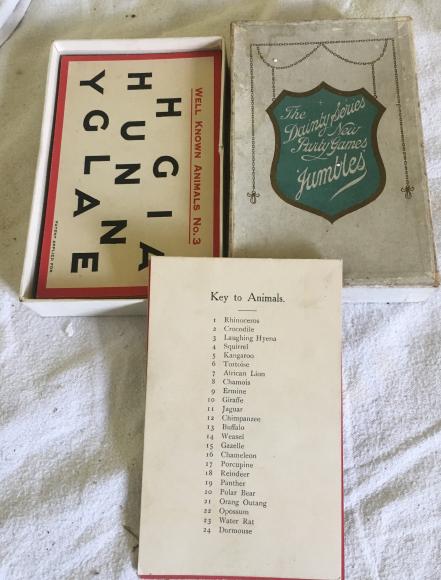 WELL KNOWN ANIMALS No. 3
H G I A
H U N
Y G L A N E
PATENT APPLIED FOR
The
Dainty Series
New
Party Games
Jumbles
Key to Animals.
1 Rhinoceros
2 Crocodile
3 Laughing Hyena
4 Squirrel
5 Kangaroo
6 Tortoise
7 African Lion
8 Chamois
9 Ermine
10 Giraffe
11 Jaguar
12 Chimpanzee
13 Buffalo
14 Weasel
15 Gazelle
16 Chameleon
17 Porcupine
18 Reindeer
19 Panther
20 Polar Bear
21 Orang Outang
22 Opossum
23 Water Rat
24 Dormouse